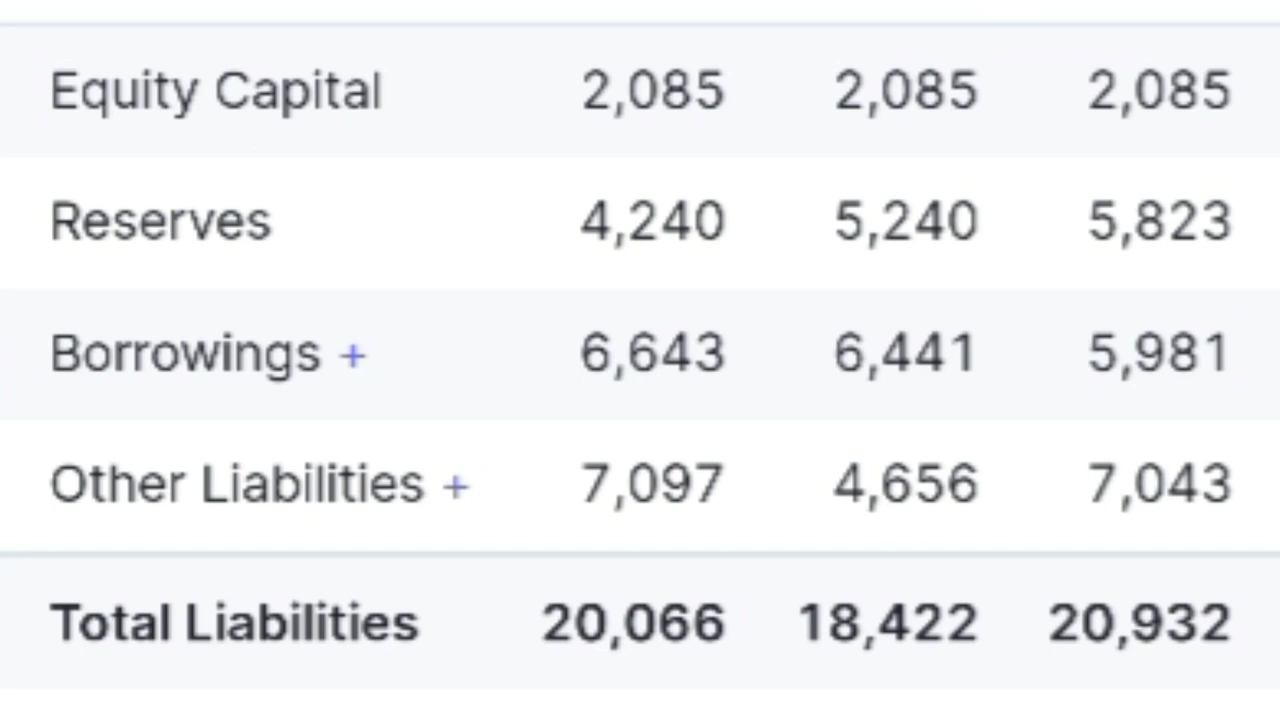 Equity Capital 2,085 2,085 2,085
Reserves 4,240 5,240 5,823
Borrowings + 6,643 6,441 5,981
Other Liabilities + 7,097 4,656 7,043
Total Liabilities 20,066 18,422 20,932